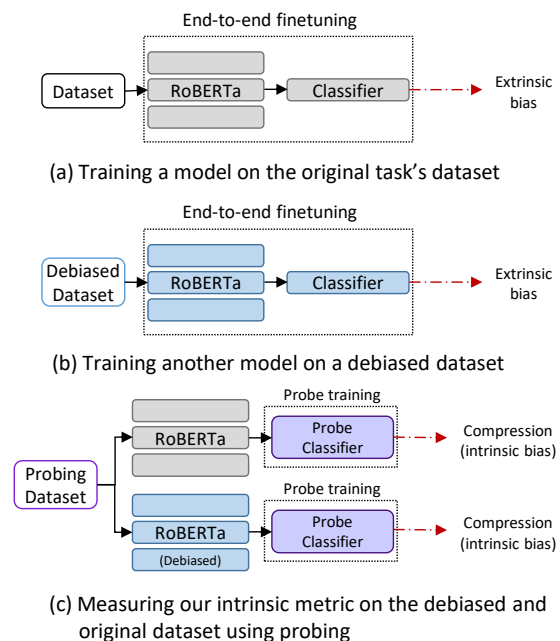 End-to-end finetuning
Dataset
RoBERTa
Classifier
Extrinsic
bias
(a) Training a model on the original task's dataset
End-to-end finetuning
Debiased
Dataset
RoBERTa
Classifier
Extrinsic
bias
(b) Training another model on a debiased dataset
Probing
Dataset
RoBERTa
Probe training
Probe
Classifier
Compression
(intrinsic bias)
RoBERTa
(Debiased)
Probe training
Probe
Classifier
Compression
(intrinsic bias)
(c) Measuring our intrinsic metric on the debiased and
original dataset using probing